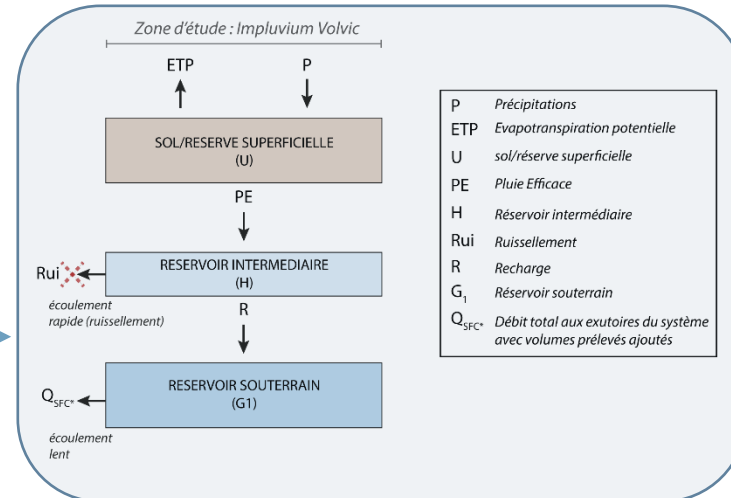 Zone d'étude : Impluvium Volvic
ETP
P
SOL/RESERVE SUPERFICIELLE
(U)
PE
RESERVOIR INTERMEDIAIRE
(H)
Rui
écoulement
rapide (ruissellement)
R
RESERVOIR SOUTERRAIN
(G1)
QSFC*
écoulement
lent
P Précipitations
ETP Evapotranspiration potentielle
U sol/réserve superficielle
PE Pluie Efficace
H Réservoir intermédiaire
Rui Ruissellement
R Recharge
G1 Réservoir souterrain
QSFC* Débit total aux exutoires du système
avec volumes prélevés ajoutés